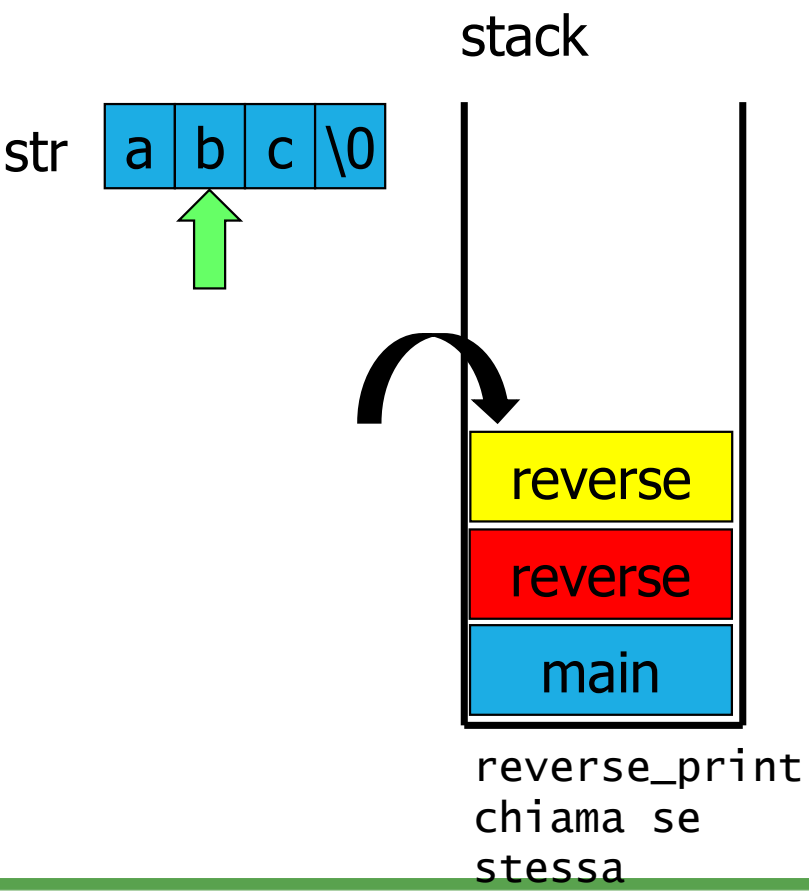 stack
str a b c \0
reverse
reverse
main
reverse_print
chiama se
stessa